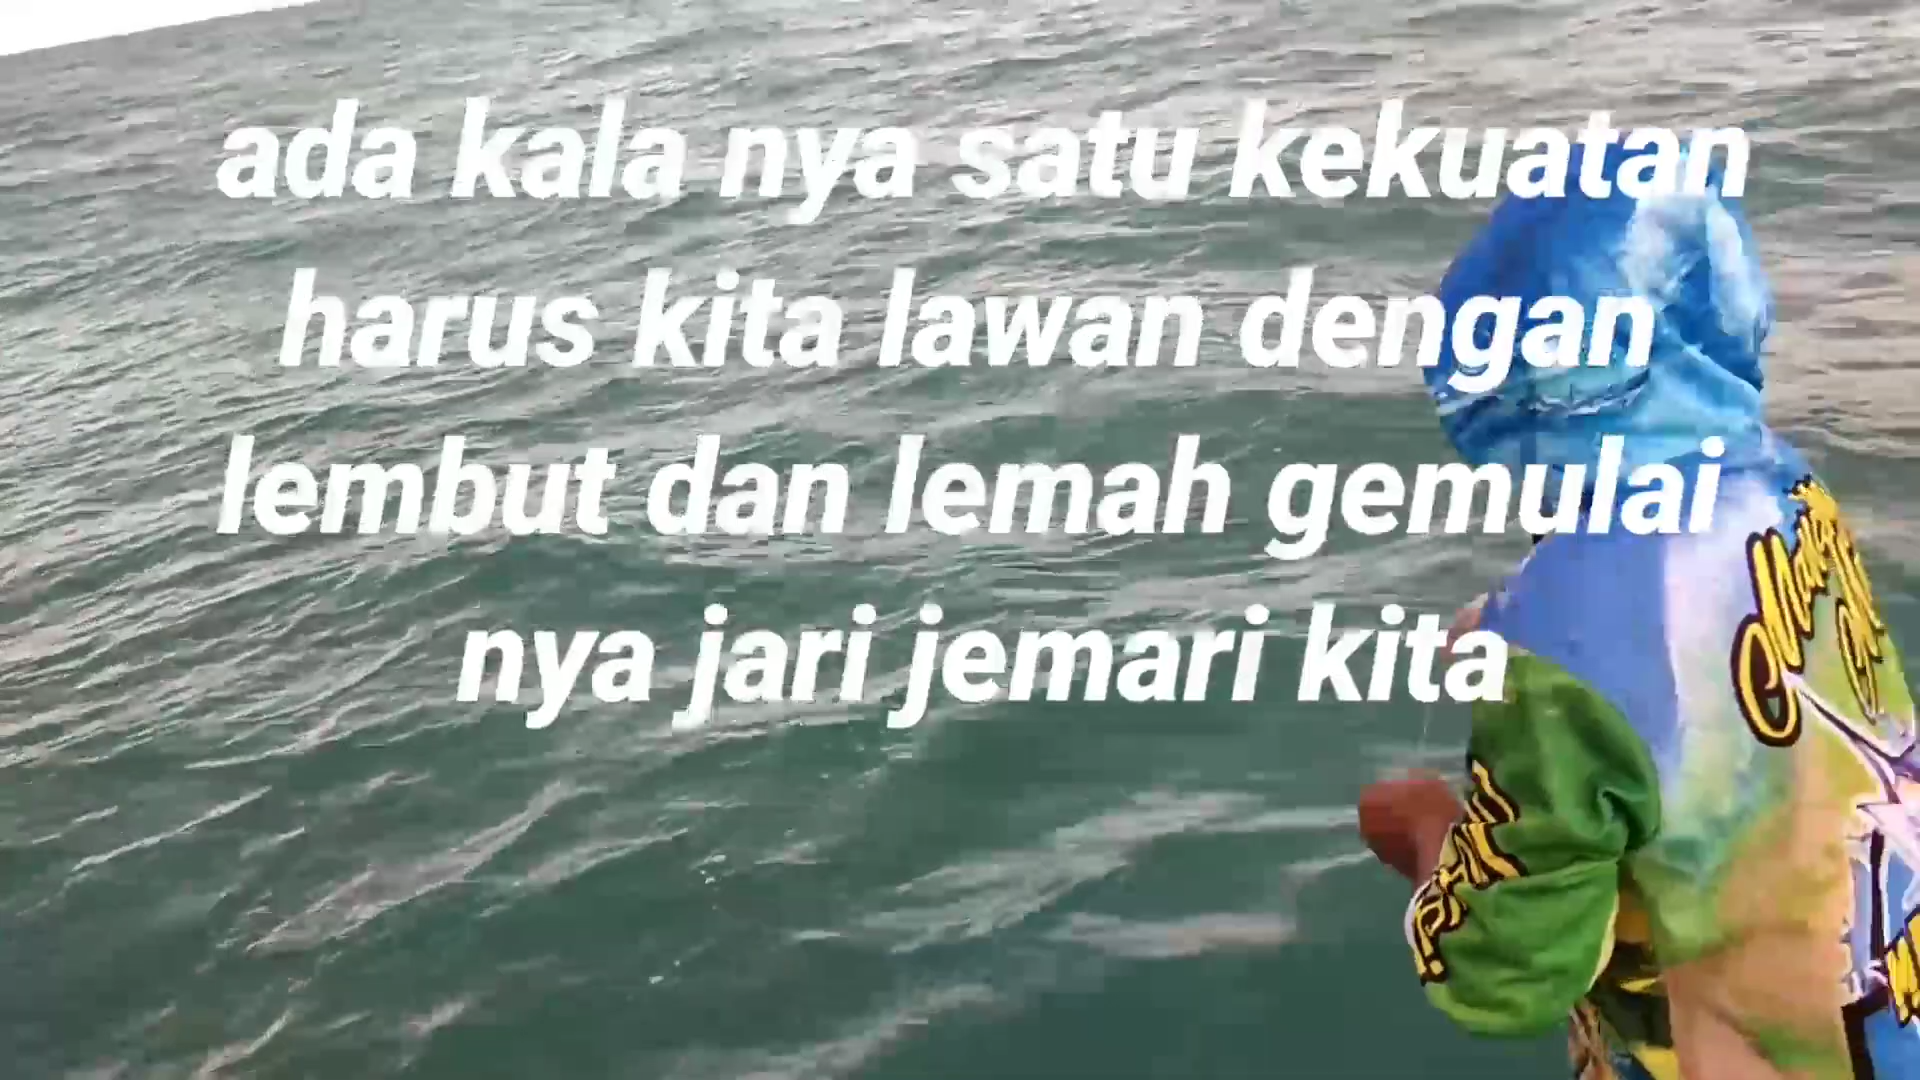 ada kala nya satu kekuatan
harus kita lawan dengan
lembut dan lemah gemulai
nya jari jemari kita